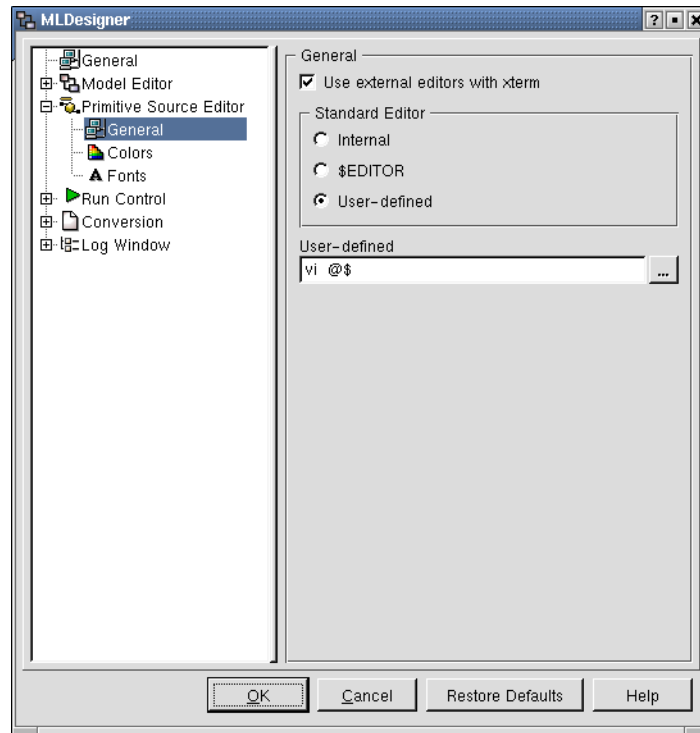 MLDesigner
General
Model Editor
Primitive Source Editor
General
Colors
A Fonts
Run Control
Conversion
Log Window
General
Use external editors with xterm
Standard Editor
Internal
$EDITOR
User-defined
User-defined
vi @$
...
OK
Cancel
Restore Defaults
Help